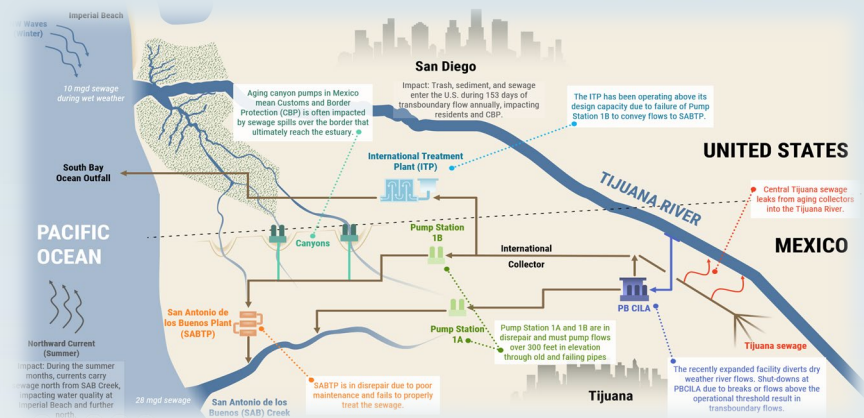 Imperial Beach
Waves
Winter)
10 mgd sewage
during wet weather
San Diego
Impact: Trash, sediment, and sewage
enter the U.S. during 153 days of
transboundary flow annually, impacting
residents and CBP.
Aging canyon pumps in Mexico
mean Customs and Border
Protection (CBP) is often impacted
by sewage spills over the border that
ultimately reach the estuary.
The ITP has been operating above its
design capacity due to failure of Pump
Station 1B to convey flows to SABTP.
UNITED STATES
International Treatment
Plant (ITP)
South Bay
Ocean Outfall
TIJUANA RIVER
Central Tijuana sewage
leaks from aging collectors
into the Tijuana River.
PACIFIC
OCEAN
Canyons
Pump Station
1B
International
Collector
MEXICO
San Antonio de
los Buenos Plant
(SABTP)
PB CILA
Pump Station
1A
Pump Station 1A and 1B are in
disrepair and must pump flows
over 300 feet in elevation
through old and failing pipes
Tijuana sewage
Northward Current
(Summer)
mpact: During the summer
months, currents carry
sewage north from SAB Creek,
impacting water quality at
mperial Beach and further
north.
28 mgd sewage
San Antonio de los
Buenos (SAB) Creek
SABTP is in disrepair due to poor
maintenance and fails to properly
treat the sewage.
Tijuana
The recently expanded facility diverts dry
weather river flows. Shut-downs at
PBCILA due to breaks or flows above the
operational threshold result in
transboundary flows.